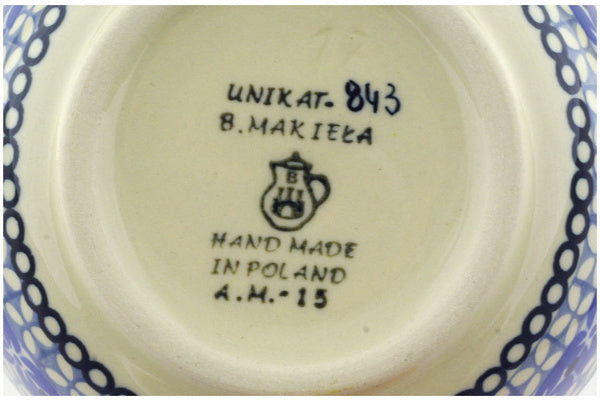 UNIKAT. 843
B. MAKIEŁA
B
HAND MADE
IN POLAND
A.M.-15